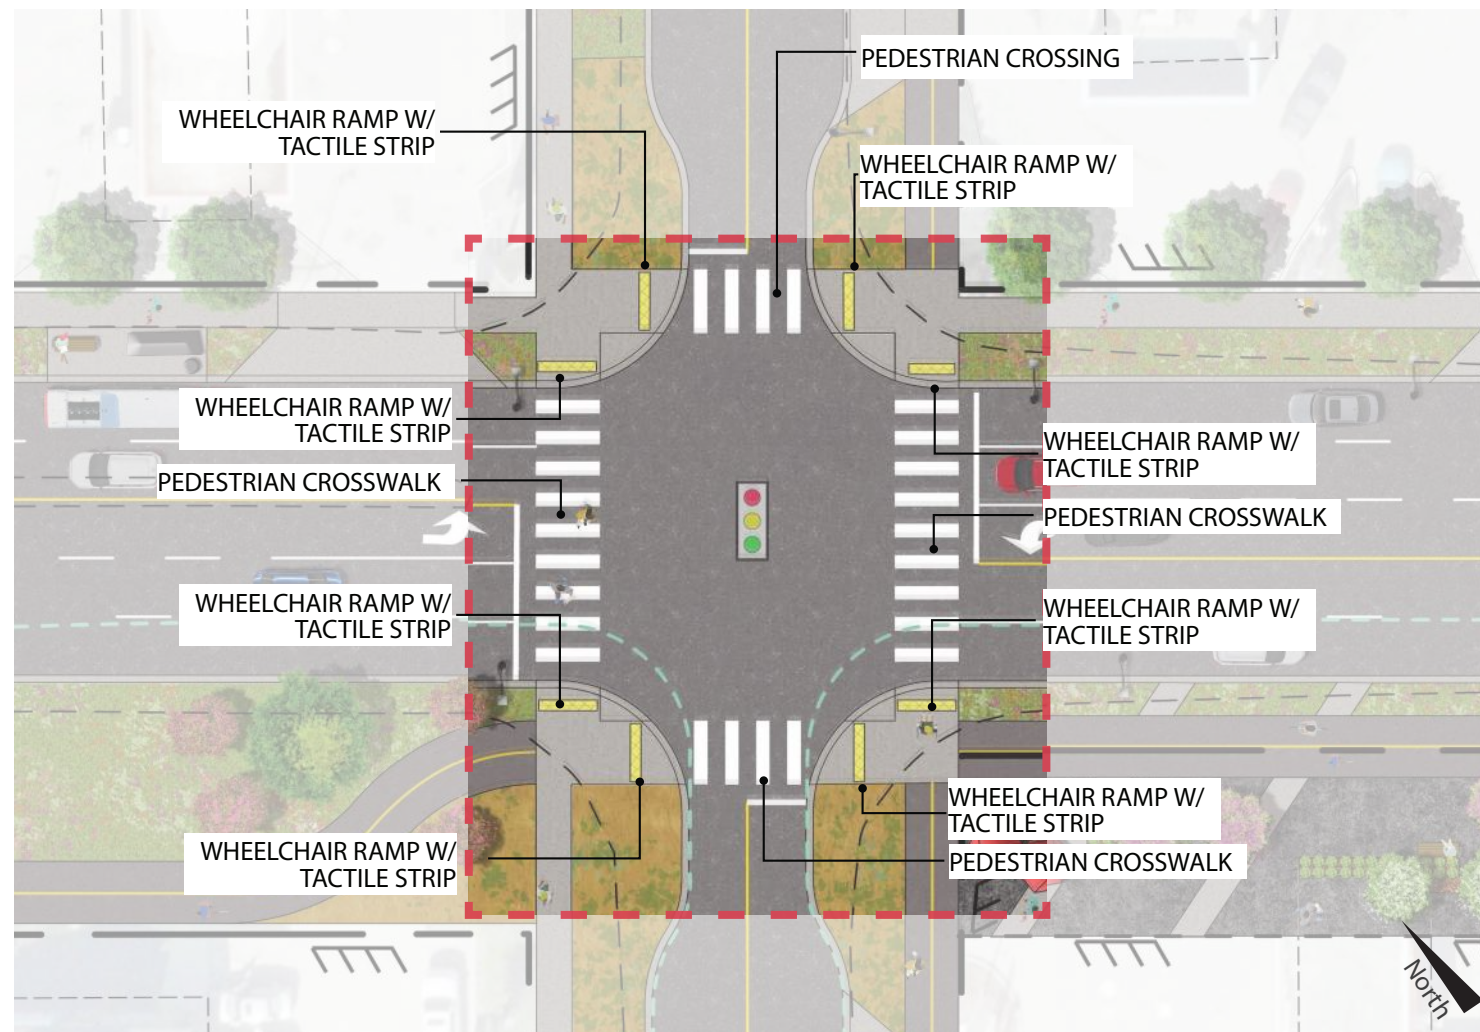 PEDESTRIAN CROSSING
WHEELCHAIR RAMP W/
TACTILE STRIP
WHEELCHAIR RAMP W/
TACTILE STRIP
WHEELCHAIR RAMP W/
TACTILE STRIP
WHEELCHAIR RAMP W/
TACTILE STRIP
PEDESTRIAN CROSSWALK
PEDESTRIAN CROSSWALK
WHEELCHAIR RAMP W/
TACTILE STRIP
WHEELCHAIR RAMP W/
TACTILE STRIP
WHEELCHAIR RAMP W/
TACTILE STRIP
WHEELCHAIR RAMP W/
TACTILE STRIP
PEDESTRIAN CROSSWALK
North